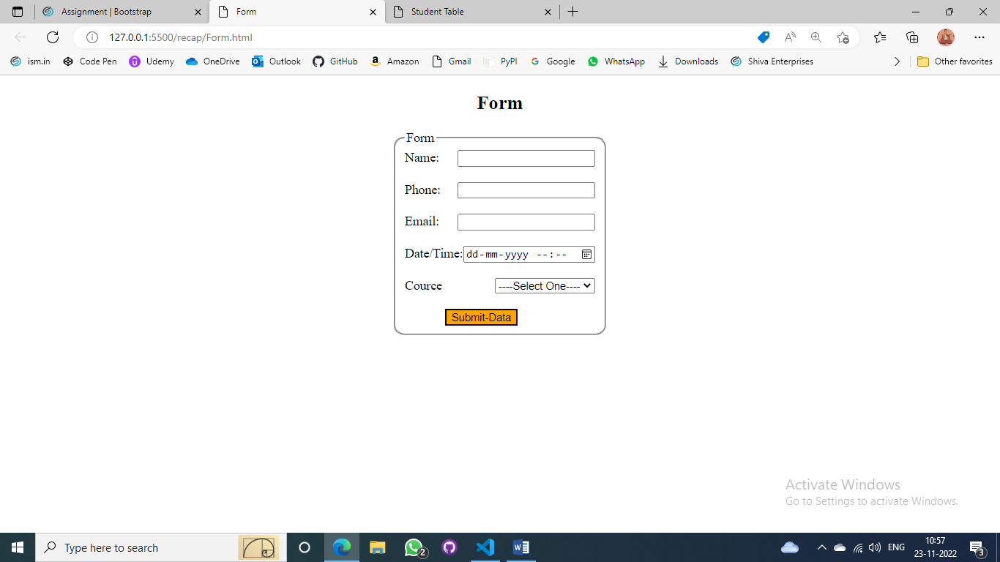 Assignment | Bootstrap
Form
Student Table
127.0.0.1:5500/recap/Form.html
ism.in Code Pen Udemy OneDrive Outlook GitHub Amazon Gmail PyPI Google WhatsApp Downloads Shiva Enterprises Other favorites
Form
Form
Name:
Phone:
Email:
Date/Time: dd-mm-yyyy --:--
Cource ----Select One----
Submit-Data
Activate Windows
Go to Settings to activate Windows.
Type here to search
2
ENG
10:57
23-11-2022
3